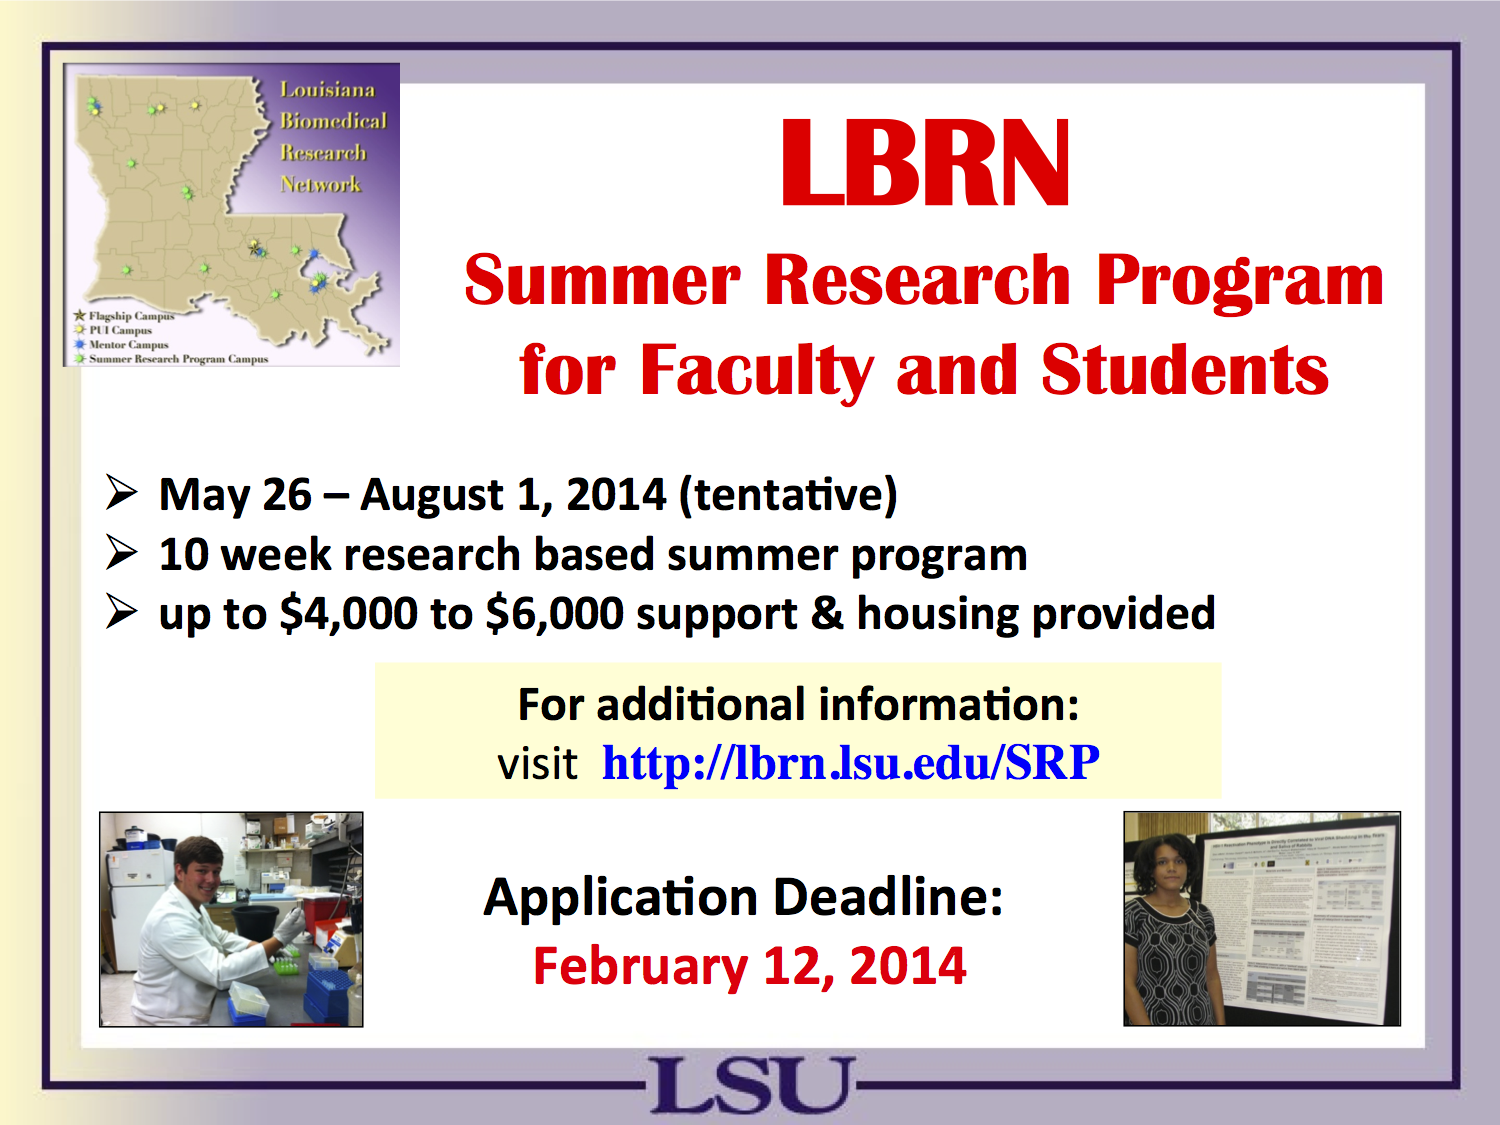 Louisiana
Biomedical
Research
Network
Flagship Campus
PUI Campus
Mentor Campus
Summer Research Program Campus
LBRN
Summer Research Program
for Faculty and Students
➢ May 26 – August 1, 2014 (tentative)
➢ 10 week research based summer program
➢ up to $4,000 to $6,000 support & housing provided
For additional information:
visit http://lbrn.lsu.edu/SRP
Application Deadline:
February 12, 2014
LSU